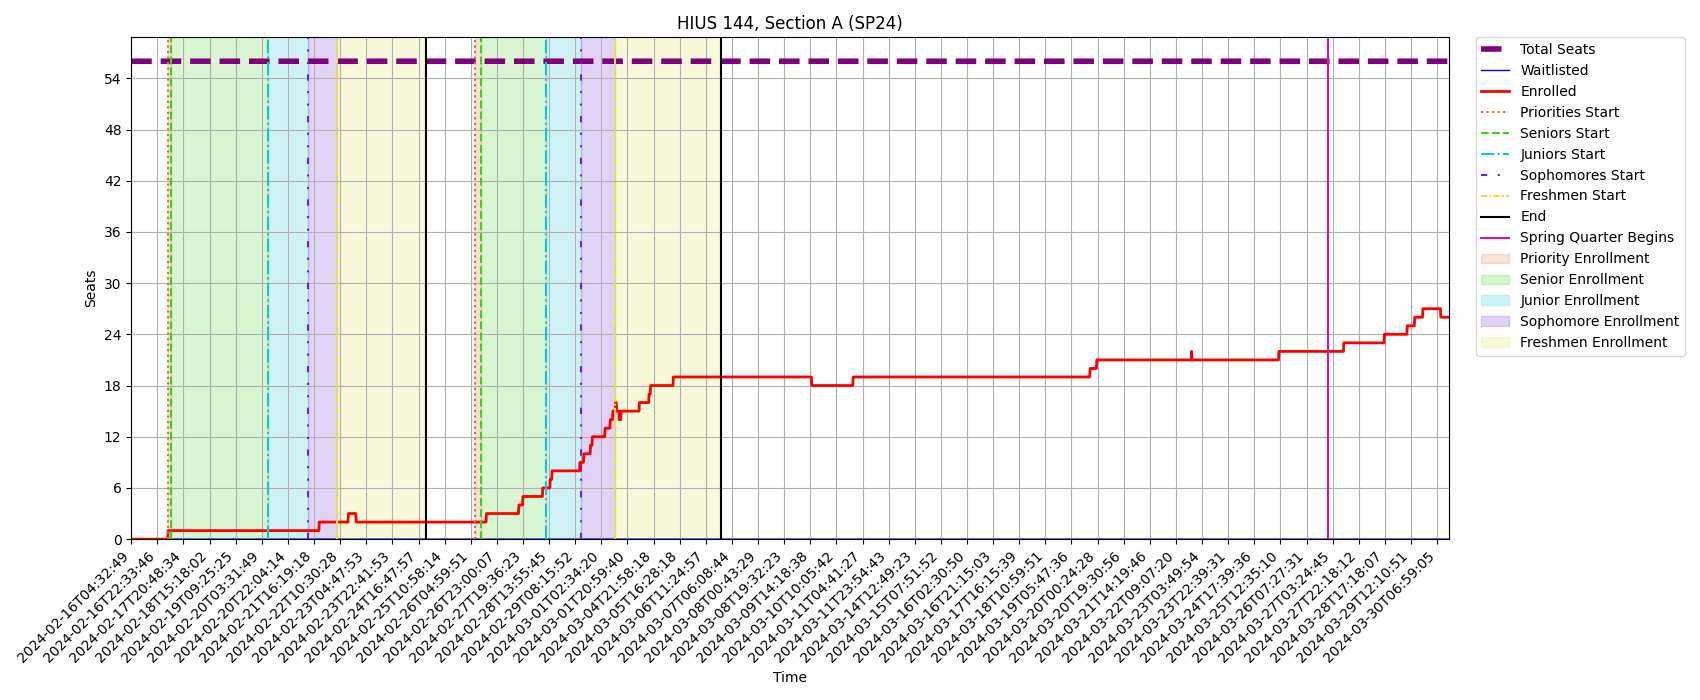 HIUS 144, Section A (SP24)
Total Seats
Waitlisted
Enrolled
Priorities Start
Seniors Start
Juniors Start
Sophomores Start
Freshmen Start
End
Spring Quarter Begins
Priority Enrollment
Senior Enrollment
Junior Enrollment
Sophomore Enrollment
Freshmen Enrollment
Seats
54
48
42
36
30
24
18
12
6
0
2024-02-16T04:32:49
2024-02-16T22:33:46
2024-02-17T20:48:34
2024-02-18T15:18:02
2024-02-19T09:25:25
2024-02-20T03:31:49
2024-02-20T22:04:14
2024-02-21T16:19:18
2024-02-22T10:30:28
2024-02-23T04:47:53
2024-02-23T22:41:53
2024-02-24T16:47:57
2024-02-25T10:58:14
2024-02-26T04:59:51
2024-02-26T23:00:07
2024-02-27T19:36:23
2024-02-28T13:55:45
2024-02-29T08:15:52
2024-03-01T02:34:20
2024-03-01T20:59:40
2024-03-04T21:58:18
2024-03-05T16:28:18
2024-03-06T11:24:57
2024-03-07T06:08:44
2024-03-08T00:43:29
2024-03-08T19:32:23
2024-03-09T14:18:38
2024-03-10T10:05:42
2024-03-11T04:41:27
2024-03-11T23:54:43
2024-03-14T12:49:23
2024-03-15T07:51:52
2024-03-16T02:30:50
2024-03-16T21:15:03
2024-03-17T16:15:39
2024-03-18T10:59:51
2024-03-19T05:47:36
2024-03-20T00:24:28
2024-03-20T19:30:56
2024-03-21T14:19:46
2024-03-22T09:07:20
2024-03-23T03:49:54
2024-03-23T22:39:31
2024-03-24T17:39:36
2024-03-25T12:35:10
2024-03-26T07:27:31
2024-03-27T03:24:45
2024-03-27T22:18:12
2024-03-28T17:18:07
2024-03-29T12:10:51
2024-03-30T06:59:05
Time